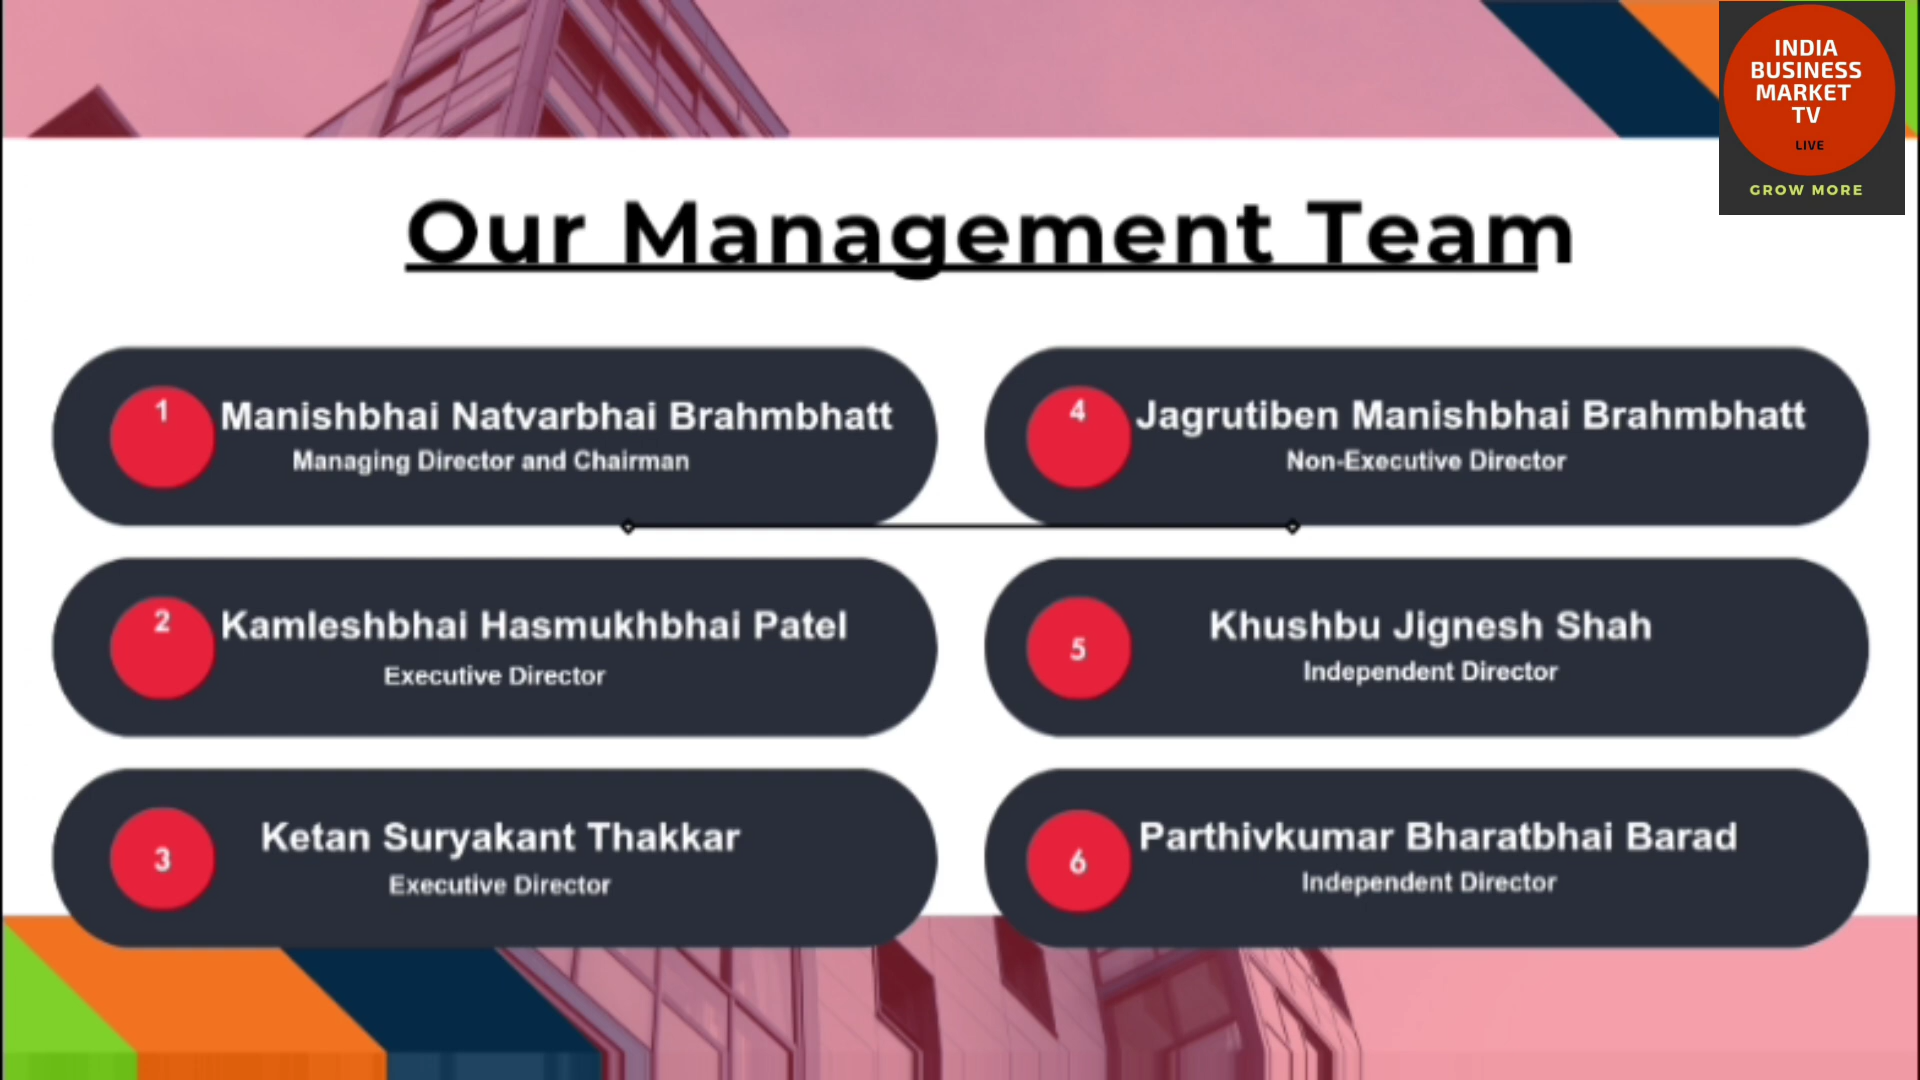 INDIA
BUSINESS
MARKET
TV
LIVE
GROW MORE
Our Management Team
1
Manishbhai Natvarbhai Brahmbhatt
Managing Director and Chairman
2
Kamleshbhai Hasmukhbhai Patel
Executive Director
3
Ketan Suryakant Thakkar
Executive Director
4
Jagrutiben Manishbhai Brahmbhatt
Non-Executive Director
5
Khushbu Jignesh Shah
Independent Director
6
Parthivkumar Bharatbhai Barad
Independent Director